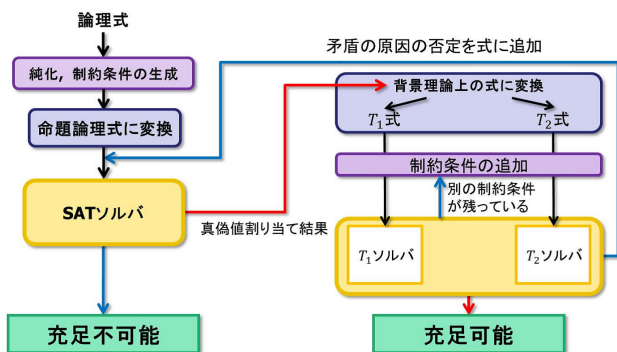 論理式
純化, 制約条件の生成
命題論理式に変換
SATソルバ
充足不可能
真偽値割り当て結果
矛盾の原因の否定を式に追加
背景理論上の式に変換
T₁式
T₂式
制約条件の追加
別の制約条件
が残っている
T₁ソルバ
T₂ソルバ
充足可能